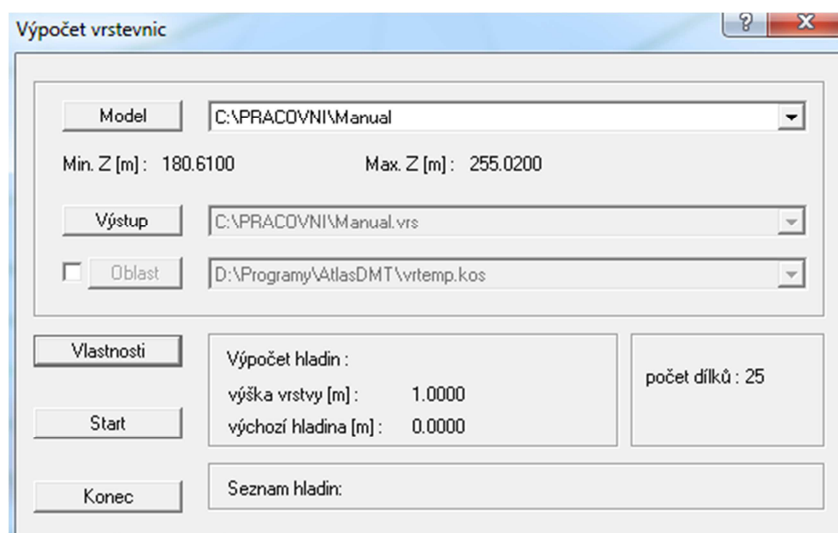 Výpočet vrstevnic
Model C:\PRACOVNI\Manual
Min. Z [m] : 180.6100 Max. Z [m] : 255.0200
Výstup C:\PRACOVNI\Manual.vrs
Oblast D:\Programy\AtlasDMT\vrtemp.kos
Vlastnosti
Výpočet hladin :
výška vrstvy [m] : 1.0000
výchozí hladina [m] : 0.0000
počet dílků : 25
Start
Konec
Seznam hladin: